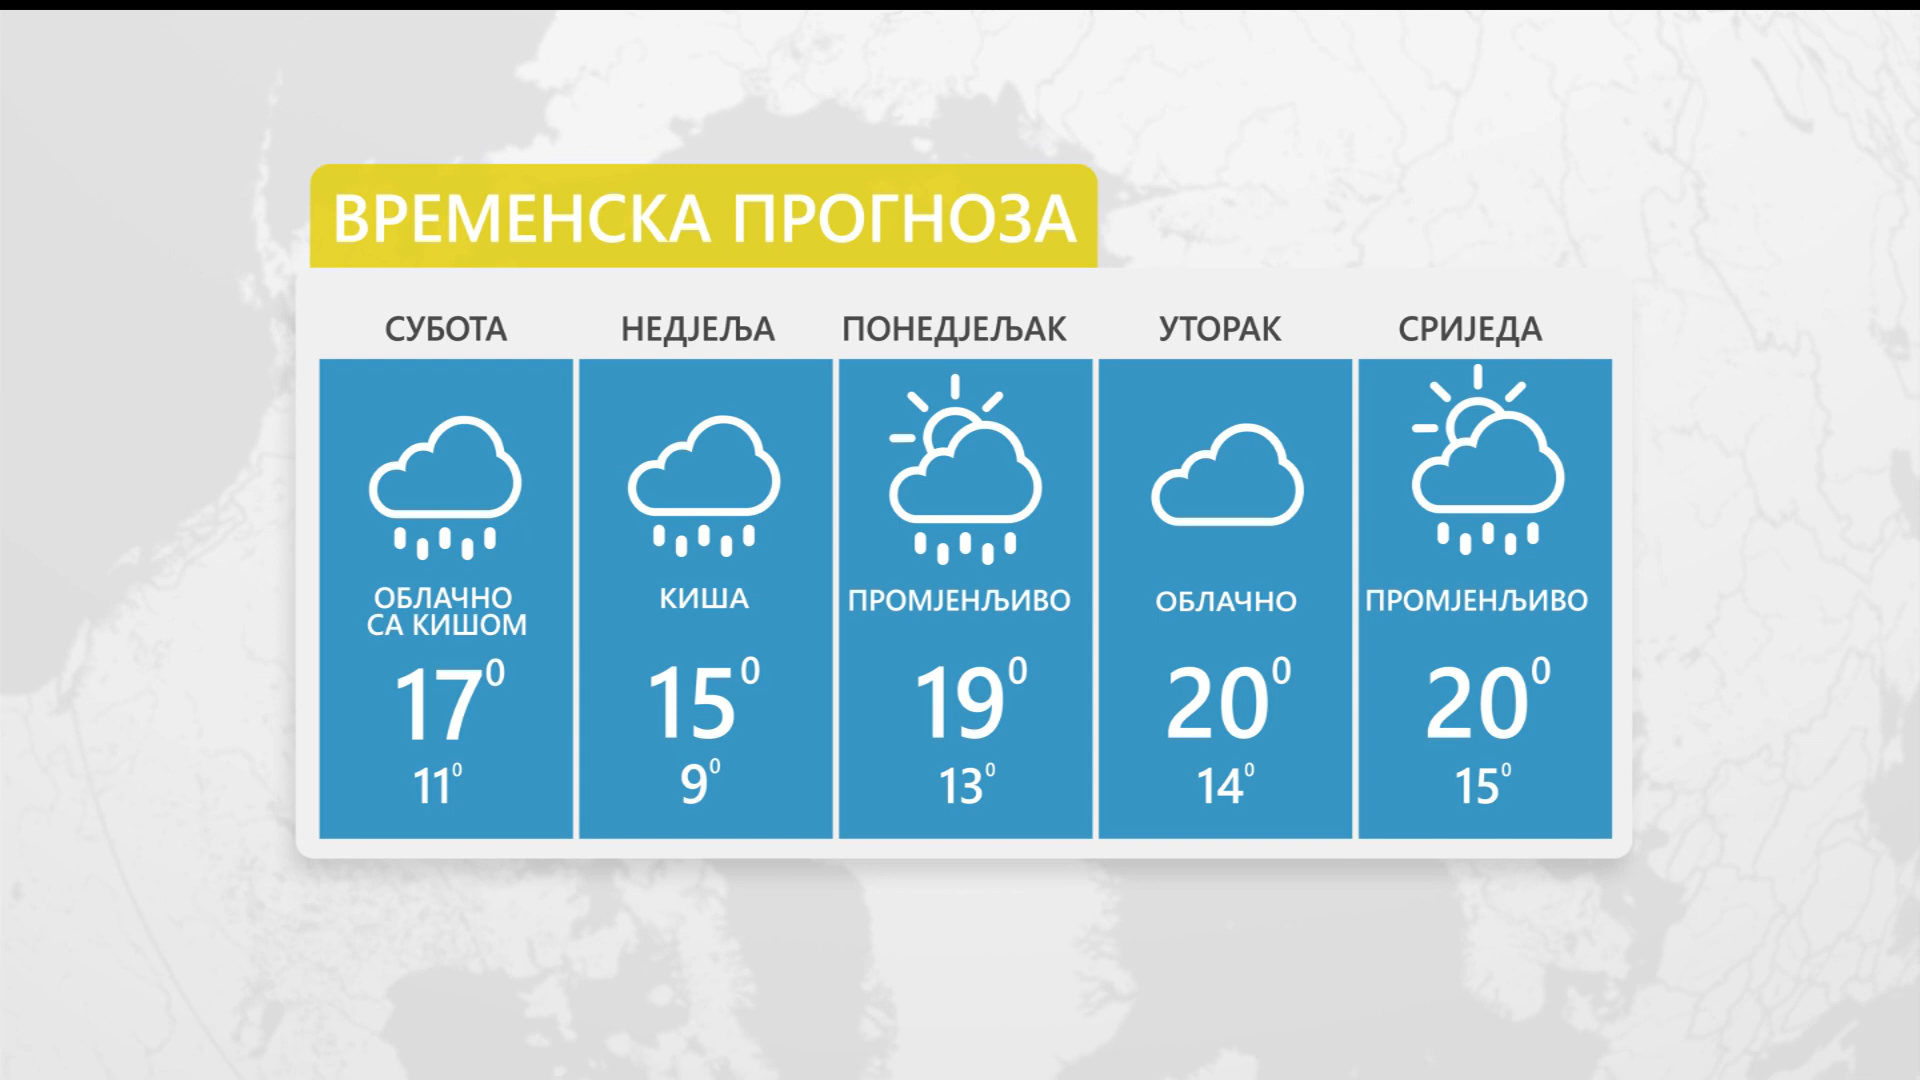 ВРЕМЕНСКА ПРОГНОЗА
СУБОТА
ОБЛАЧНО
СА КИШОМ
17⁰
11⁰
НЕДЈЕЉА
КИША
15⁰
9⁰
ПОНЕДЈЕЉАК
ПРОМЈЕНЉИВО
19⁰
13⁰
УТОРАК
ОБЛАЧНО
20⁰
14⁰
СРИЈЕДА
ПРОМЈЕНЉИВО
20⁰
15⁰